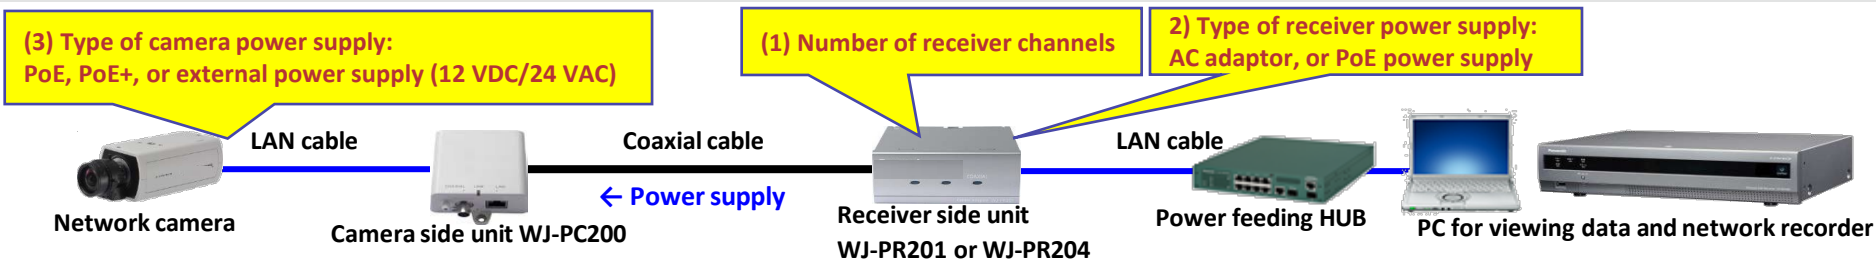 (3) Type of camera power supply:
PoE, PoE+, or external power supply (12 VDC/24 VAC)
(1) Number of receiver channels
2) Type of receiver power supply:
AC adaptor, or PoE power supply
LAN cable
Coaxial cable
LAN cable
← Power supply
Network camera
Camera side unit WJ-PC200
Receiver side unit
WJ-PR201 or WJ-PR204
Power feeding HUB
PC for viewing data and network recorder